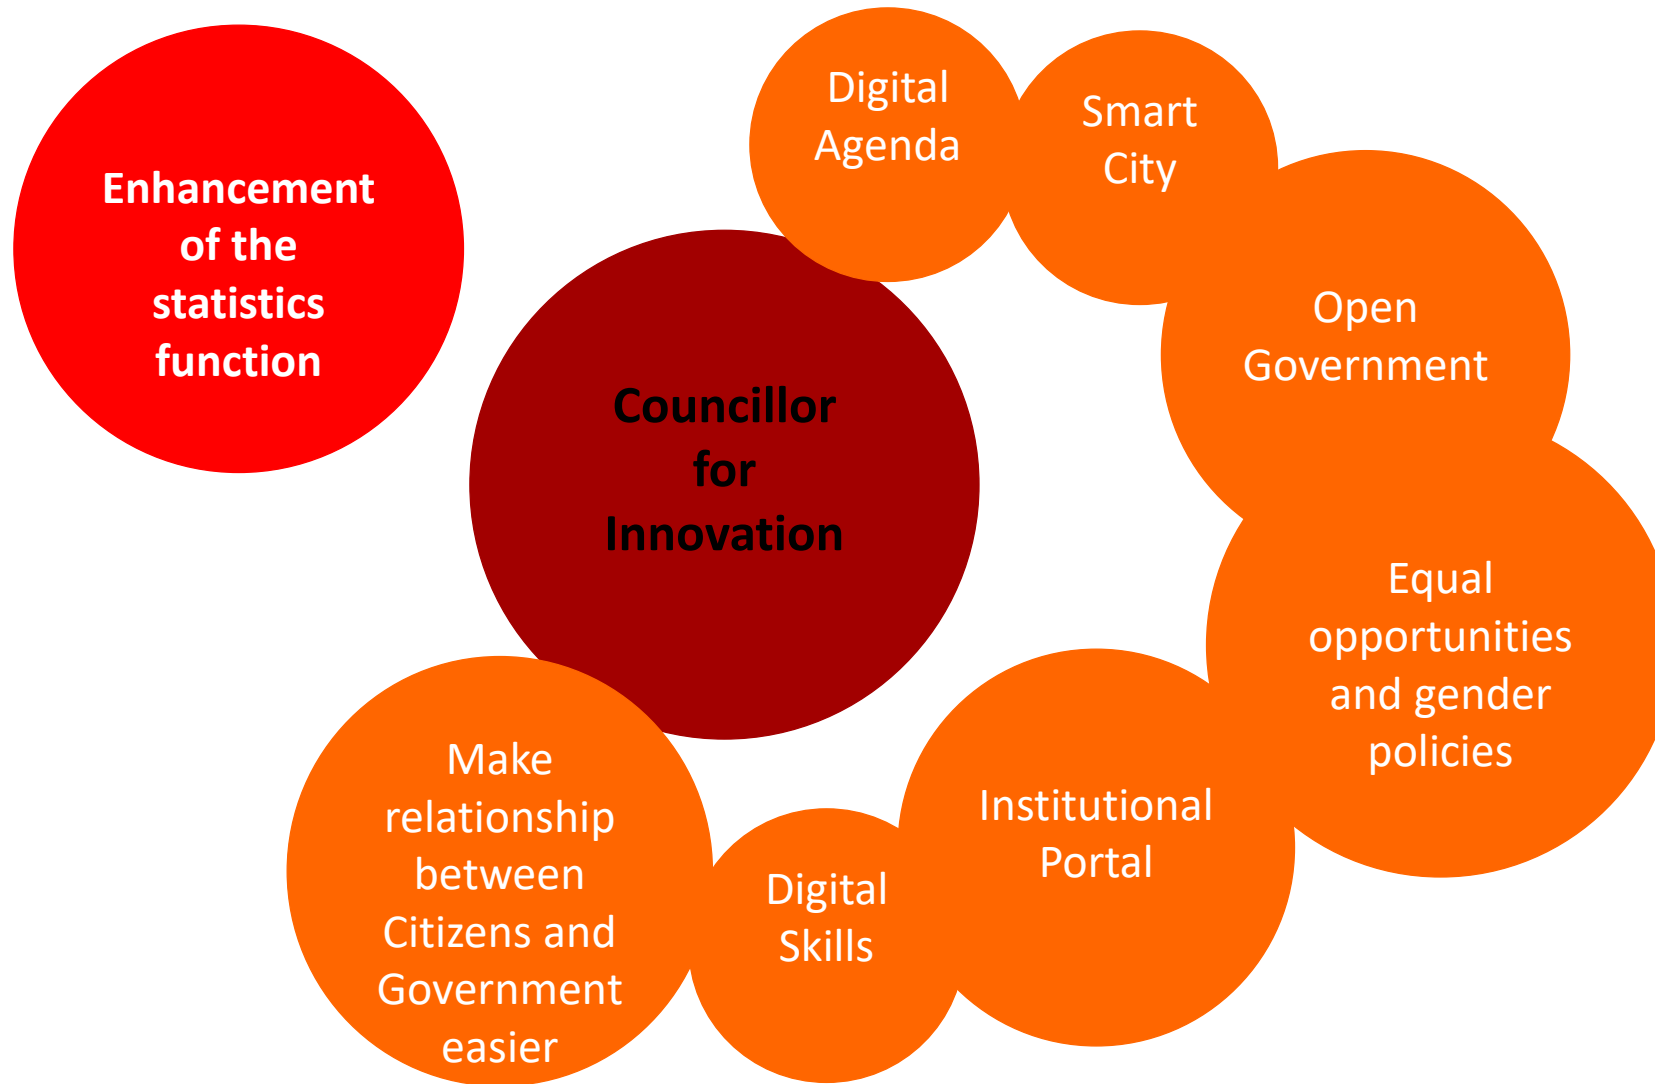 Enhancement
of the
statistics
function
Councillor
for
Innovation
Digital
Agenda
Smart
City
Open
Government
Equal
opportunities
and gender
policies
Institutional
Portal
Digital
Skills
Make
relationship
between
Citizens and
Government
easier